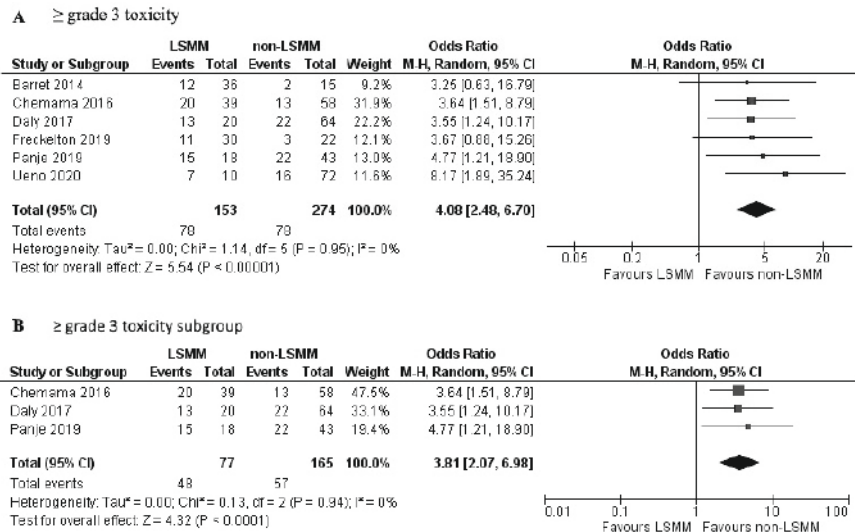 A ≥ grade 3 toxicity
LSMM non-LSMM Odds Ratio Odds Ratio
Study or Subgroup Events Total Events Total Weight M-H, Random, 95% CI M-H, Random, 95% CI
Barret 2014 12 36 2 15 9.2% 3.25 [0.63, 16.79]
Chemama 2016 20 39 13 58 31.9% 3.64 [1.51, 8.79]
Daly 2017 13 20 22 64 22.2% 3.55 [1.24, 10.17]
Freckelton 2019 11 30 3 22 12.1% 3.67 [0.88, 15.26]
Panje 2019 15 18 22 43 13.0% 4.77 [1.21, 18.90]
Ueno 2020 7 10 16 72 11.6% 8.17 [1.89, 35.24]
Total (95% CI) 153 274 100.0% 4.08 [2.48, 6.70]
Total events 78 78
Heterogeneity: Tau² = 0.00; Chi² = 1.14, df = 5 (P = 0.95); I² = 0%
Test for overall effect: Z = 5.54 (P < 0.00001)
0.05 0.2 1 5 20
Favours LSMM Favours non-LSMM
B ≥ grade 3 toxicity subgroup
LSMM non-LSMM Odds Ratio Odds Ratio
Study or Subgroup Events Total Events Total Weight M-H, Random, 95% CI M-H, Random, 95% CI
Chemama 2016 20 39 13 58 47.5% 3.64 [1.51, 8.79]
Daly 2017 13 20 22 64 33.1% 3.55 [1.24, 10.17]
Panje 2019 15 18 22 43 19.4% 4.77 [1.21, 18.90]
Total (95% CI) 77 165 100.0% 3.81 [2.07, 6.98]
Total events 48 57
Heterogeneity: Tau² = 0.00; Chi² = 0.13, df = 2 (P = 0.94); I² = 0%
Test for overall effect: Z = 4.32 (P < 0.0001)
0.01 0.1 1 10 100
Favours LSMM Favours non-LSMM